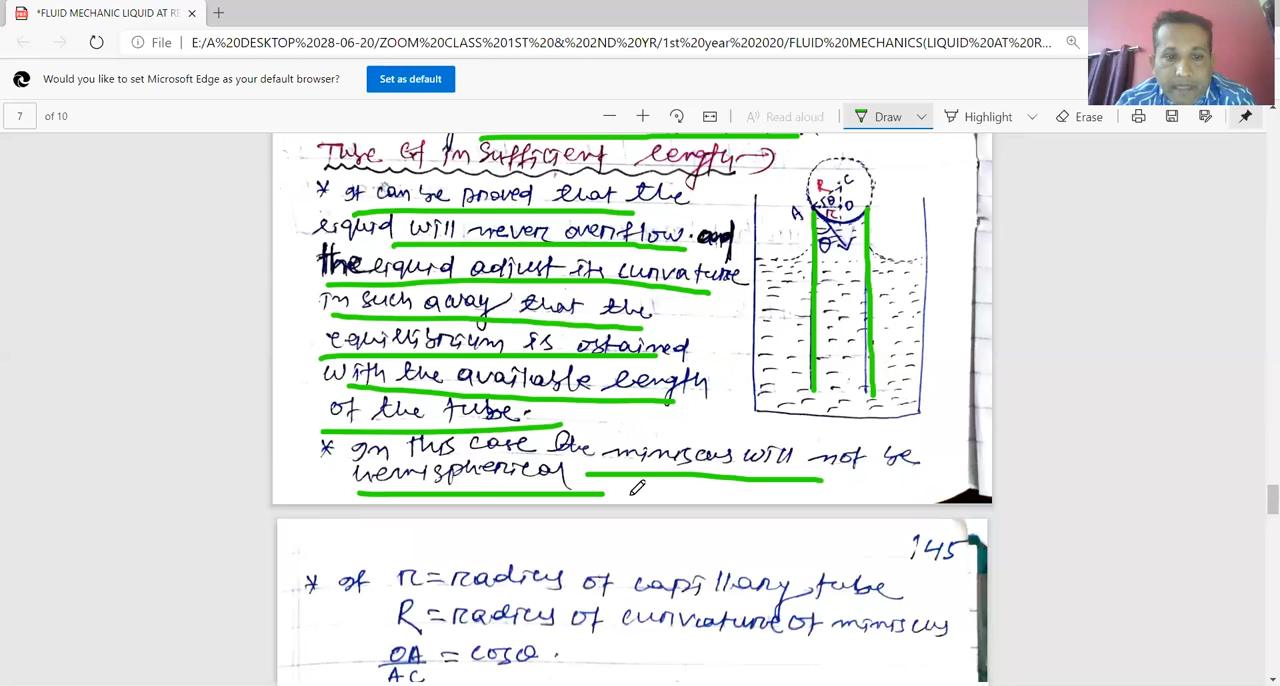 *FLUID MECHANIC LIQUID AT RE
File
E:/A%20DESKTOP%2028-06-20/ZOOM%20CLASS%201ST%20&%202ND%20YR/1st%20year%202020/FLUID%20MECHANICS(LIQUID%20AT%20R...
Would you like to set Microsoft Edge as your default browser?
Set as default
7 of 10
Read aloud
Draw
Highlight
Erase
Tube of in sufficient length →
* It can be proved that the
liquid will never overflow. and
the liquid adjust its curvature
in such away that the
equillibrium is obtained
with the available length
of the tube.
* In this case the miniscus will not be
hemispherical
R C
θ O
A r
θ
145
* If r = radius of capillary tube
R = radius of curvature of miniscus
OA/AC = cosθ.